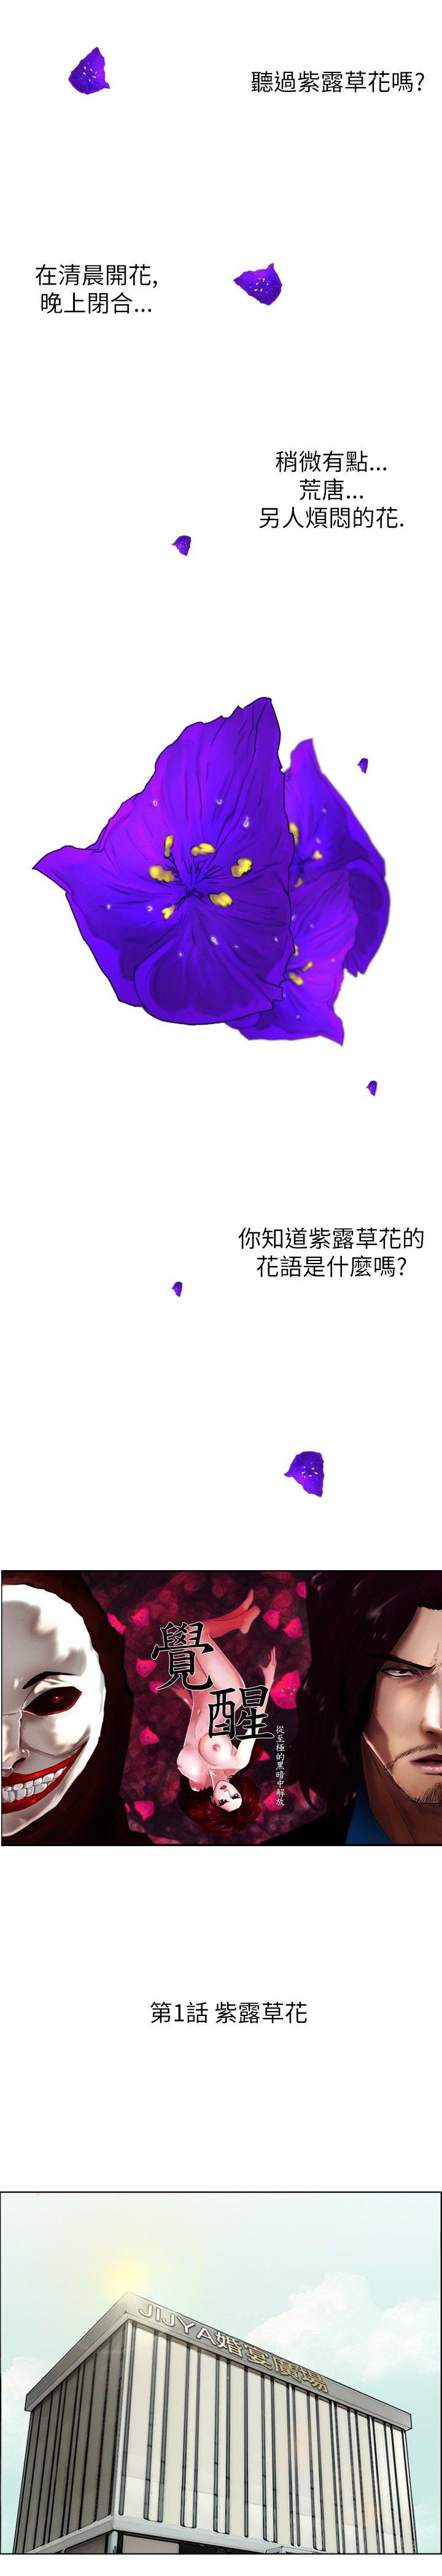 聽過紫露草花嗎?
在清晨開花,
晚上閉合...
稍微有點...
荒唐...
另人煩悶的花.
你知道紫露草花的
花語是什麼嗎?
覺醒
從至極的黑暗中解放
第1話 紫露草花
JIJYA婚宴廣場